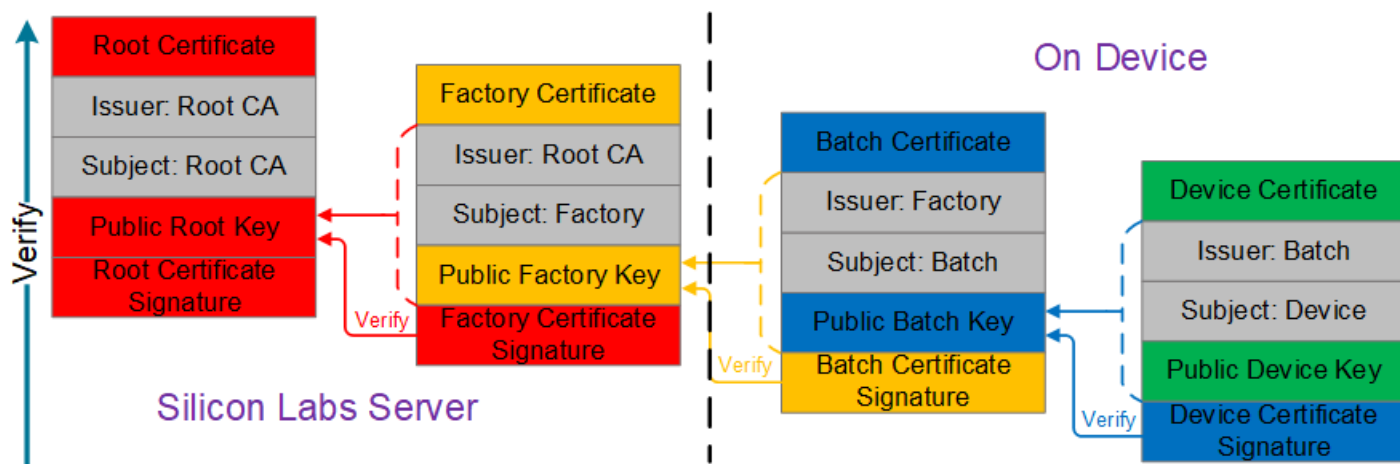 Verify
Root Certificate
Issuer: Root CA
Subject: Root CA
Public Root Key
Root Certificate
Signature
Silicon Labs Server
Factory Certificate
Issuer: Root CA
Subject: Factory
Public Factory Key
Factory Certificate
Signature
Verify
On Device
Batch Certificate
Issuer: Factory
Subject: Batch
Public Batch Key
Batch Certificate
Signature
Verify
Device Certificate
Issuer: Batch
Subject: Device
Public Device Key
Device Certificate
Signature
Verify